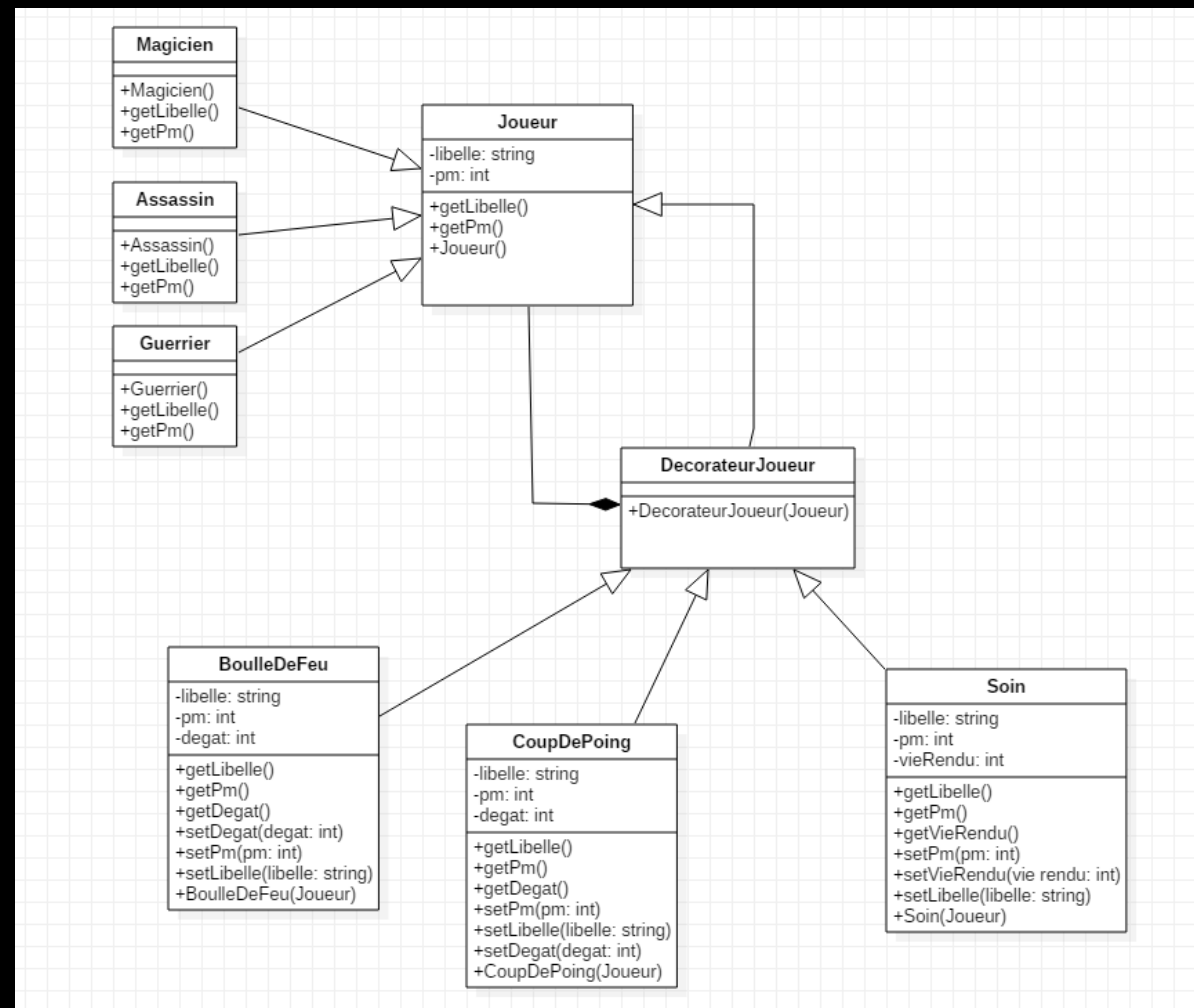 Magicien
+Magicien()
+getLibelle()
+getPm()
Assassin
+Assassin()
+getLibelle()
+getPm()
Guerrier
+Guerrier()
+getLibelle()
+getPm()
Joueur
-libelle: string
-pm: int
+getLibelle()
+getPm()
+Joueur()
DecorateurJoueur
+DecorateurJoueur(Joueur)
BoulleDeFeu
-libelle: string
-pm: int
-degat: int
+getLibelle()
+getPm()
+getDegat()
+setDegat(degat: int)
+setPm(pm: int)
+setLibelle(libelle: string)
+BoulleDeFeu(Joueur)
CoupDePoing
-libelle: string
-pm: int
-degat: int
+getLibelle()
+getPm()
+getDegat()
+setPm(pm: int)
+setLibelle(libelle: string)
+setDegat(degat: int)
+CoupDePoing(Joueur)
Soin
-libelle: string
-pm: int
-vieRendu: int
+getLibelle()
+getPm()
+getVieRendu()
+setPm(pm: int)
+setVieRendu(vie rendu: int)
+setLibelle(libelle: string)
+Soin(Joueur)